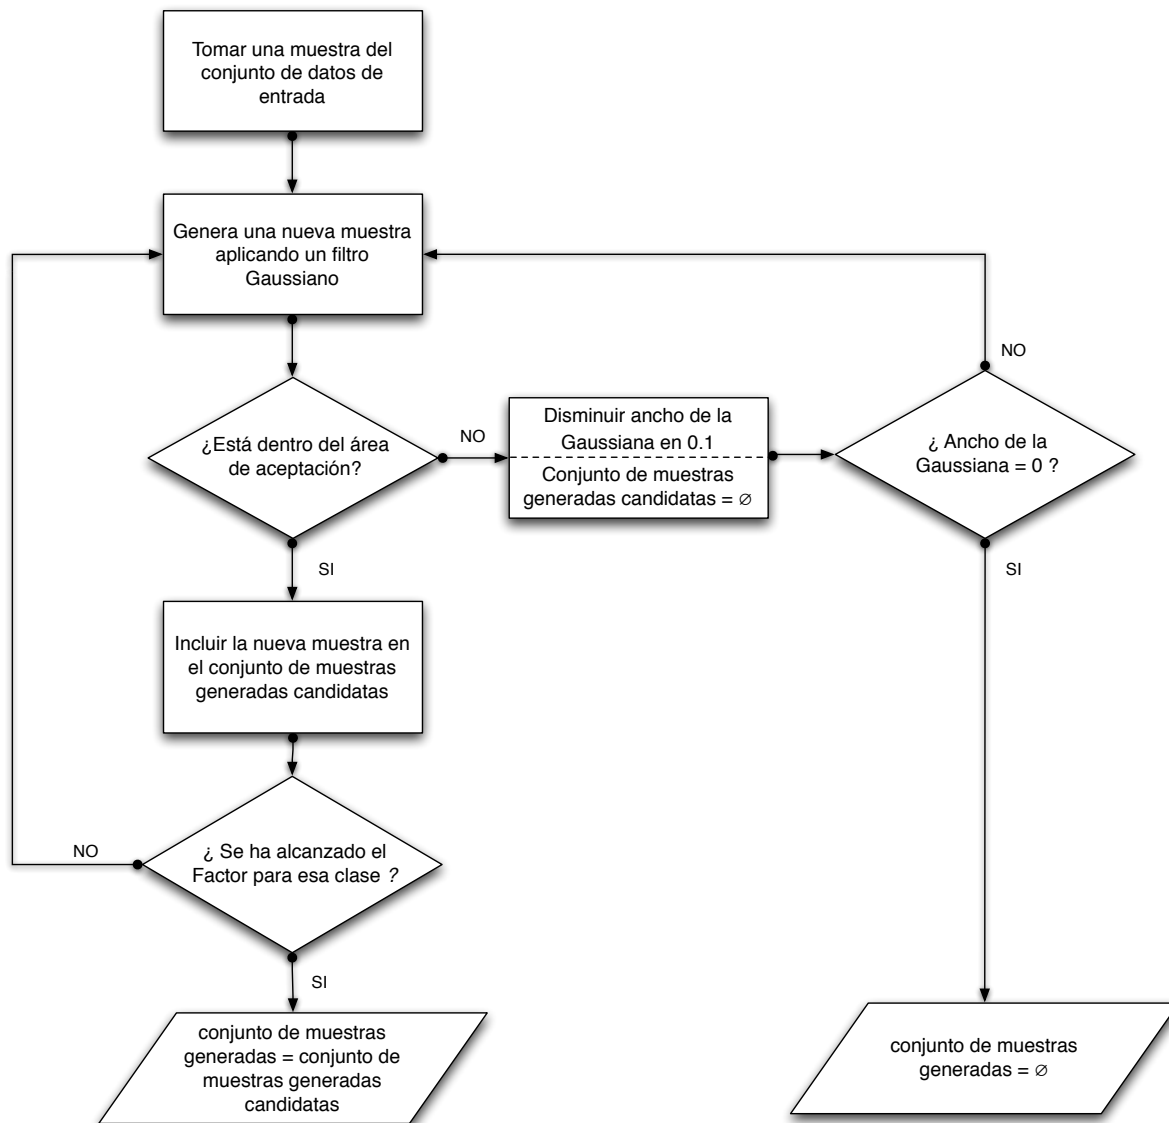 Tomar una muestra del
conjunto de datos de
entrada
Genera una nueva muestra
aplicando un filtro
Gaussiano
NO
¿Está dentro del área
de aceptación?
NO
Disminuir ancho de la
Gaussiana en 0.1
Conjunto de muestras
generadas candidatas = ∅
¿ Ancho de la
Gaussiana = 0 ?
SI
SI
Incluir la nueva muestra en
el conjunto de muestras
generadas candidatas
NO
¿ Se ha alcanzado el
Factor para esa clase ?
SI
conjunto de muestras
generadas = conjunto de
muestras generadas
candidatas
conjunto de muestras
generadas = ∅